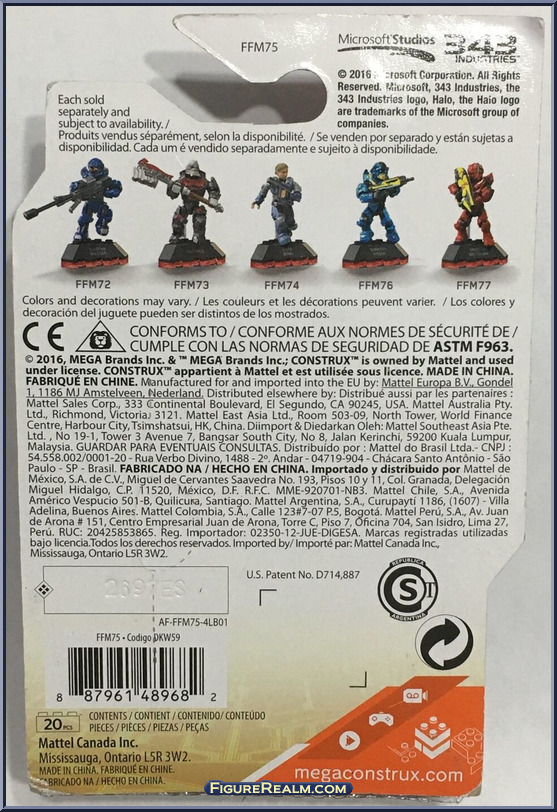 FFM75
Microsoft Studios
343
INDUSTRIES
© 2016 Microsoft Corporation. All Rights
Reserved. Microsoft, 343 Industries, the
343 Industries logo, Halo, the Halo logo
are trademarks of the Microsoft group of
companies.
Each sold
separately and
subject to availability. /
Produits vendus séparément, selon la disponibilité. / Se venden por separado y están sujetas a
disponibilidad. Cada um é vendido separadamente e sujeito à disponibilidade.
FFM72
FFM73
FFM74
FFM76
FFM77
Colors and decorations may vary. / Les couleurs et les décorations peuvent varier. / Los colores y
decoración del juguete pueden ser distintos de los mostrados.
CE
CONFORMS TO / CONFORME AUX NORMES DE SÉCURITÉ DE /
CUMPLE CON LAS NORMAS DE SEGURIDAD DE ASTM F963.
© 2016, MEGA Brands Inc. & ™ MEGA Brands Inc.; CONSTRUX™ is owned by Mattel and used
under license. CONSTRUX™ appartient à Mattel et est utilisée sous licence. MADE IN CHINA.
FABRIQUÉ EN CHINE. Manufactured for and imported into the EU by: Mattel Europa B.V., Gondel
1, 1186 MJ Amstelveen, Nederland. Distributed elsewhere by: Distribué aussi par les partenaires :
Mattel Sales Corp., 333 Continental Boulevard, El Segundo, CA 90245, USA. Mattel Australia Pty.
Ltd., Richmond, Victoria 3121. Mattel East Asia Ltd., Room 503-09, North Tower, World Finance
Centre, Harbour City, Tsimshatsui, HK, China. Diimport & Diedarkan Oleh: Mattel Southeast Asia Pte.
Ltd. , No 19-1, Tower 3 Avenue 7, Bangsar South City, No 8, Jalan Kerinchi, 59200 Kuala Lumpur,
Malaysia. GUARDAR PARA EVENTUAIS CONSULTAS. Distribuido por : Mattel do Brasil Ltda.- CNPJ :
54.558.002/0001-20 - Rua Verbo Divino, 1488 - 2º. Andar - 04719-904 - Chácara Santo Antônio - São
Paulo - SP - Brasil. FABRICADO NA / HECHO EN CHINA. Importado y distribuido por Mattel de
México, S.A. de C.V., Miguel de Cervantes Saavedra No. 193, Pisos 10 y 11, Col. Granada, Delegación
Miguel Hidalgo, C.P. 11520, México, D.F. R.F.C. MME-920701-NB3. Mattel Chile, S.A., Avenida
Américo Vespucio 501-B, Quilicura, Santiago. Mattel Argentina, S.A., Curupaytí 1186, (1607) - Villa
Adelina, Buenos Aires. Mattel Colombia, S.A., Calle 123#7-07 P.5, Bogotá. Mattel Perú, S.A., Av. Juan
de Arona # 151, Centro Empresarial Juan de Arona, Torre C, Piso 7, Oficina 704, San Isidro, Lima 27,
Perú. RUC: 20425853865. Reg. Importador: 02350-12-JUE-DIGESA. Marcas registradas utilizadas
bajo licencia.Todos los derechos reservados. Imported by/ Importé par: Mattel Canada Inc.,
Mississauga, Ontario L5R 3W2.
U.S. Patent No. D714,887
REPUBLICA
S
ARGENTINA
AF-FFM75-4LB01
FFM75 • Codigo DKW59
8 87961 48968 2
20 PCS
CONTENTS / CONTIENT / CONTENIDO / CONTEÚDO
PIECES / PIÈCES / PIEZAS / PEÇAS
Mattel Canada Inc.
Mississauga, Ontario L5R 3W2.
MADE IN CHINA. FABRIQUÉ EN CHINE.
FABRICADO NA / HECHO EN CHINA.
megaconstrux.com
FigureRealm.com